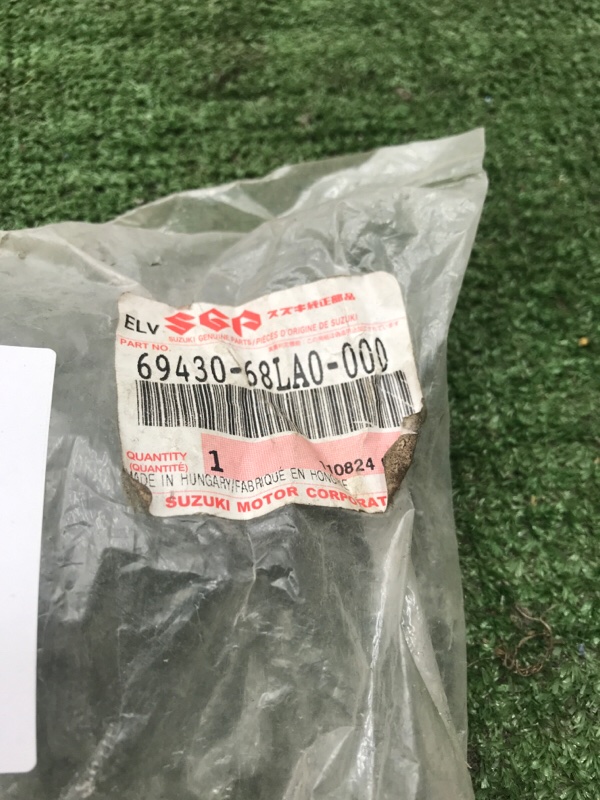 ELV SGP スズキ純正部品
SUZUKI GENUINE PARTS/PIÈCES D'ORIGINE DE SUZUKI
PART NO.
69430-68LA0-000
QUANTITY 1
(QUANTITÉ) 10824
MADE IN HUNGARY/FABRIQUÉ EN HONGRIE
SUZUKI MOTOR CORPORAT